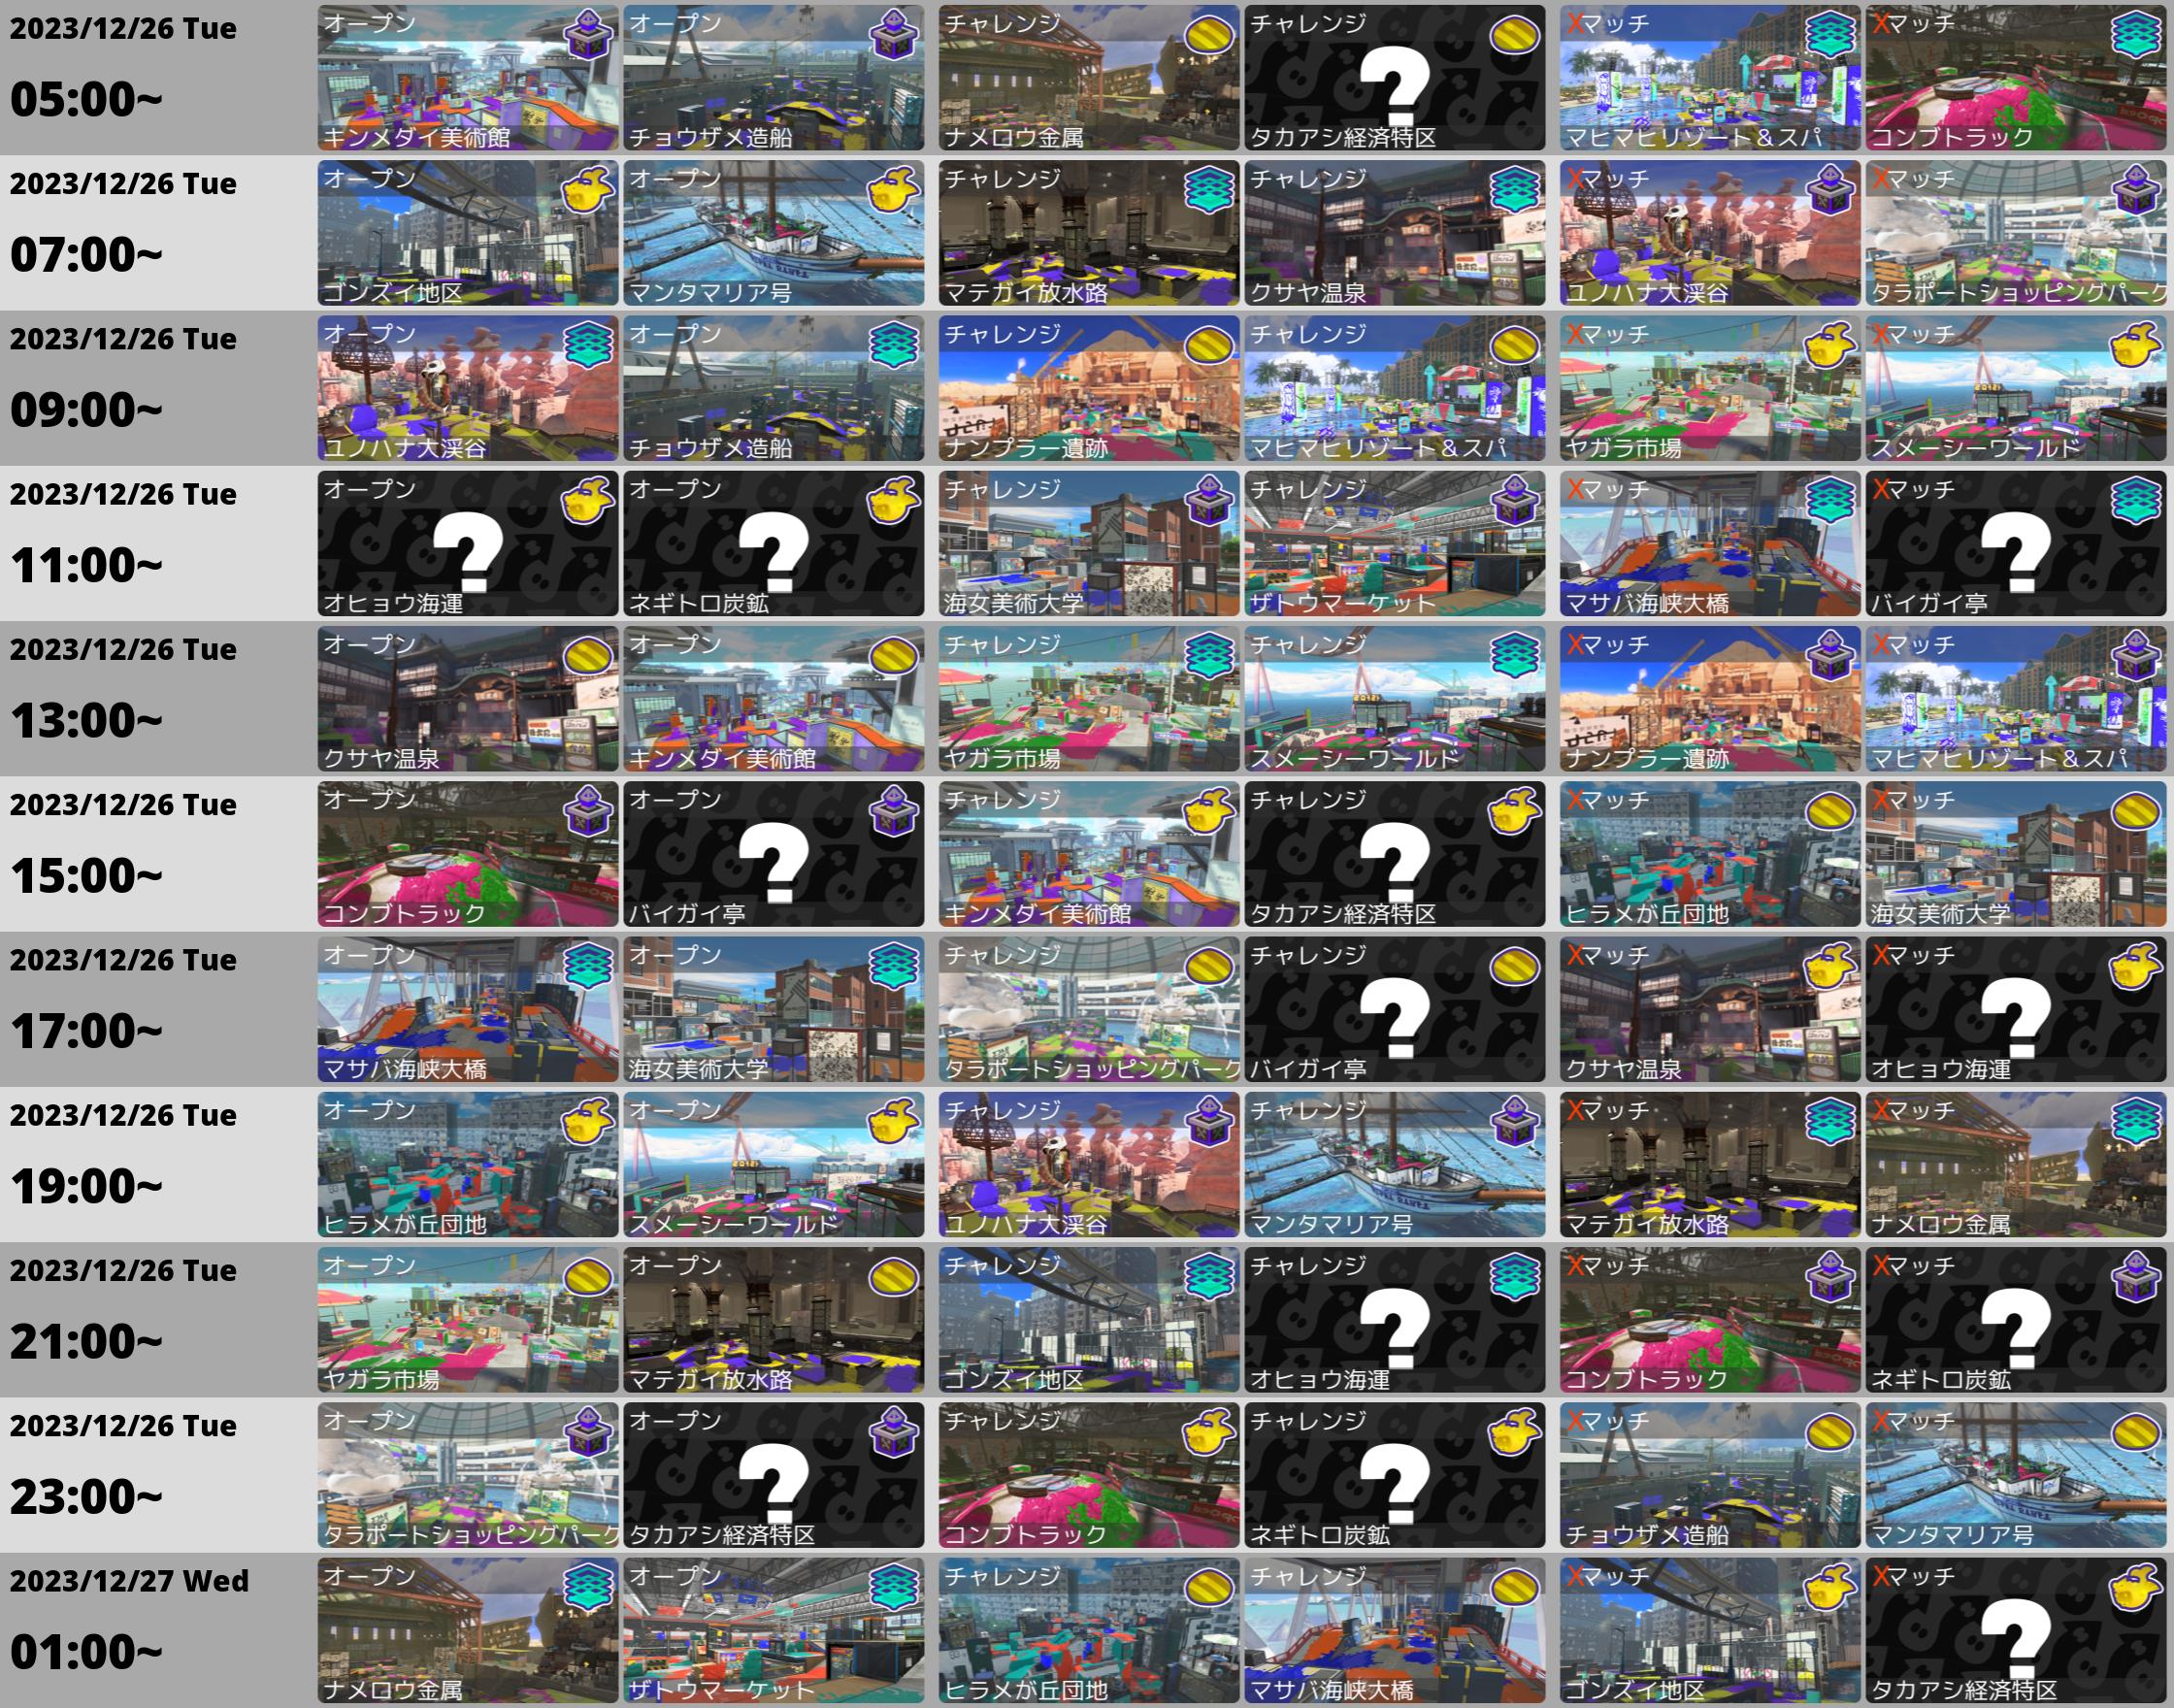 2023/12/26 Tue
05:00~
オープン オープン チャレンジ チャレンジ Xマッチ Xマッチ
キンメダイ美術館 チョウザメ造船 ナメロウ金属 タカアシ経済特区 マヒマヒリゾート＆スパ コンブトラック
2023/12/26 Tue
07:00~
オープン オープン チャレンジ チャレンジ Xマッチ Xマッチ
ゴンズイ地区 マンタマリア号 マテガイ放水路 クサヤ温泉 ユノハナ大渓谷 タラポートショッピングパーク
2023/12/26 Tue
09:00~
オープン オープン チャレンジ チャレンジ Xマッチ Xマッチ
ユノハナ大渓谷 チョウザメ造船 ナンプラー遺跡 マヒマヒリゾート＆スパ ヤガラ市場 スメーシーワールド
2023/12/26 Tue
11:00~
オープン オープン チャレンジ チャレンジ Xマッチ Xマッチ
? ? ?
オヒョウ海運 ネギトロ炭鉱 海女美術大学 ザトウマーケット マサバ海峡大橋 バイガイ亭
2023/12/26 Tue
13:00~
オープン オープン チャレンジ チャレンジ Xマッチ Xマッチ
クサヤ温泉 キンメダイ美術館 ヤガラ市場 スメーシーワールド ナンプラー遺跡 マヒマヒリゾート＆スパ
2023/12/26 Tue
15:00~
オープン オープン チャレンジ チャレンジ Xマッチ Xマッチ
? ?
コンブトラック バイガイ亭 キンメダイ美術館 タカアシ経済特区 ヒラメが丘団地 海女美術大学
2023/12/26 Tue
17:00~
オープン オープン チャレンジ チャレンジ Xマッチ Xマッチ
? ?
マサバ海峡大橋 海女美術大学 タラポートショッピングパーク バイガイ亭 クサヤ温泉 オヒョウ海運
2023/12/26 Tue
19:00~
オープン オープン チャレンジ チャレンジ Xマッチ Xマッチ
ヒラメが丘団地 スメーシーワールド ユノハナ大渓谷 マンタマリア号 マテガイ放水路 ナメロウ金属
2023/12/26 Tue
21:00~
オープン オープン チャレンジ チャレンジ Xマッチ Xマッチ
? ?
ヤガラ市場 マテガイ放水路 ゴンズイ地区 オヒョウ海運 コンブトラック ネギトロ炭鉱
2023/12/26 Tue
23:00~
オープン オープン チャレンジ チャレンジ Xマッチ Xマッチ
? ?
タラポートショッピングパーク タカアシ経済特区 コンブトラック ネギトロ炭鉱 チョウザメ造船 マンタマリア号
2023/12/27 Wed
01:00~
オープン オープン チャレンジ チャレンジ Xマッチ Xマッチ
?
ナメロウ金属 ザトウマーケット ヒラメが丘団地 マサバ海峡大橋 ゴンズイ地区 タカアシ経済特区